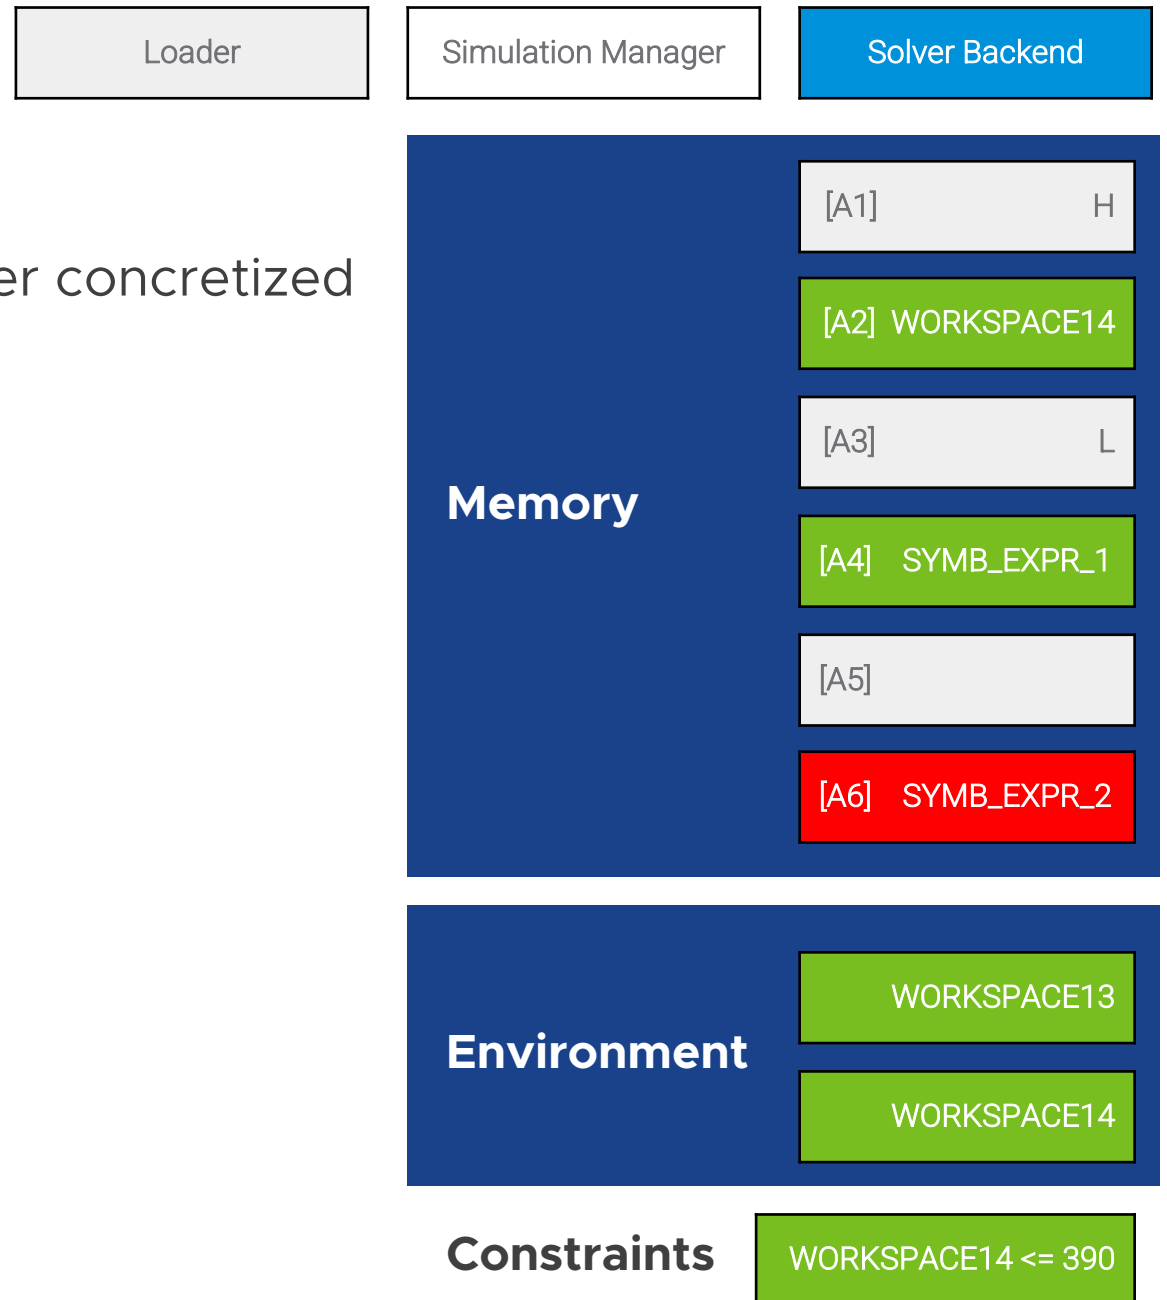 Loader
Simulation Manager
Solver Backend
[A1] H
concretized
[A2] WORKSPACE14
[A3] L
Memory
[A4] SYMB_EXPR_1
[A5]
[A6] SYMB_EXPR_2
WORKSPACE13
Environment
WORKSPACE14
Constraints
WORKSPACE14 <= 390